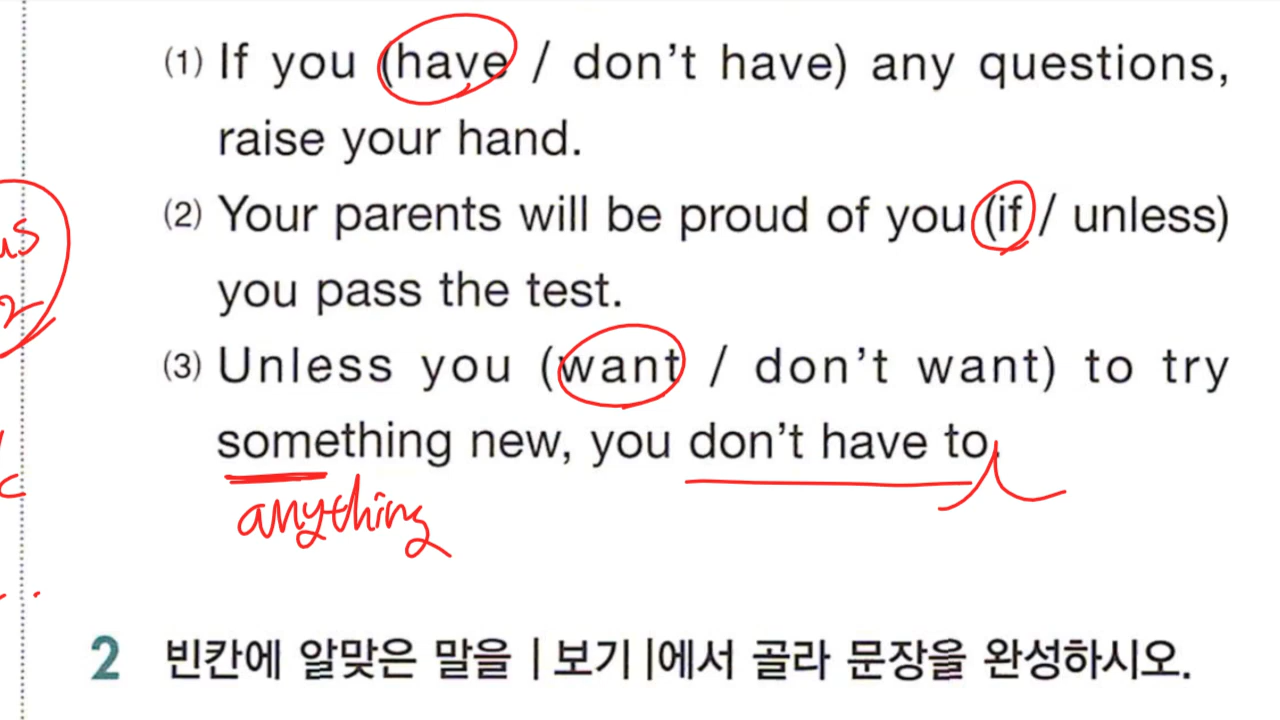 (1) If you (have / don't have) any questions,
raise your hand.
(2) Your parents will be proud of you (if / unless)
you pass the test.
(3) Unless you (want / don't want) to try
something new, you don't have to.
anything
2 빈칸에 알맞은 말을 | 보기 |에서 골라 문장을 완성하시오.